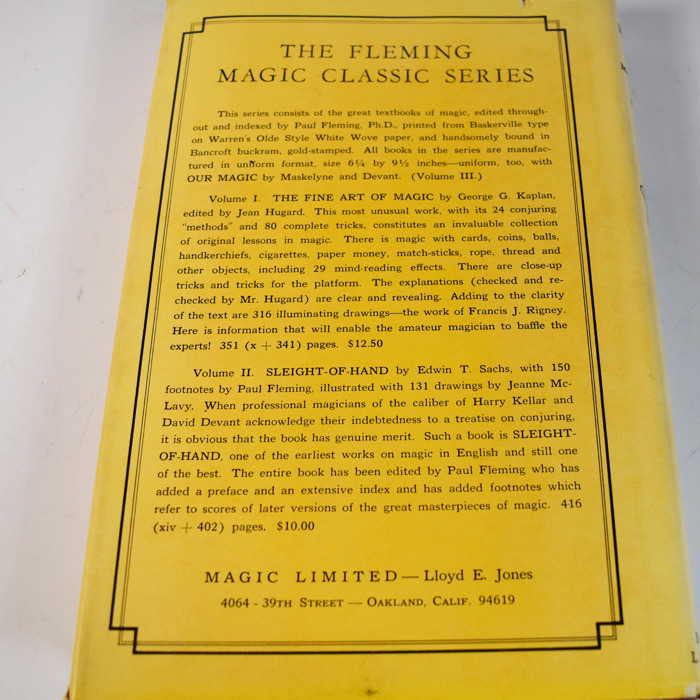 THE FLEMING
MAGIC CLASSIC SERIES
This series consists of the great textbooks of magic, edited through-
out and indexed by Paul Fleming, Ph.D., printed from Baskerville type
on Warren's Olde Style White Wove paper, and handsomely bound in
Bancroft buckram, gold-stamped. All books in the series are manufac-
tured in uniform format, size 6¼ by 9½ inches—uniform, too, with
OUR MAGIC by Maskelyne and Devant. (Volume III.)
Volume I. THE FINE ART OF MAGIC by George G. Kaplan,
edited by Jean Hugard. This most unusual work, with its 24 conjuring
"methods" and 80 complete tricks, constitutes an invaluable collection
of original lessons in magic. There is magic with cards, coins, balls,
handkerchiefs, cigarettes, paper money, match-sticks, rope, thread and
other objects, including 29 mind-reading effects. There are close-up
tricks and tricks for the platform. The explanations (checked and re-
checked by Mr. Hugard) are clear and revealing. Adding to the clarity
of the text are 316 illuminating drawings—the work of Francis J. Rigney.
Here is information that will enable the amateur magician to baffle the
experts! 351 (x + 341) pages. $12.50
Volume II. SLEIGHT-OF-HAND by Edwin T. Sachs, with 150
footnotes by Paul Fleming, illustrated with 131 drawings by Jeanne Mc-
Lavy. When professional magicians of the caliber of Harry Kellar and
David Devant acknowledge their indebtedness to a treatise on conjuring,
it is obvious that the book has genuine merit. Such a book is SLEIGHT-
OF-HAND, one of the earliest works on magic in English and still one
of the best. The entire book has been edited by Paul Fleming who has
added a preface and an extensive index and has added footnotes which
refer to scores of later versions of the great masterpieces of magic. 416
(xiv + 402) pages. $10.00
MAGIC LIMITED — Lloyd E. Jones
4064 - 39TH STREET — OAKLAND, CALIF. 94619